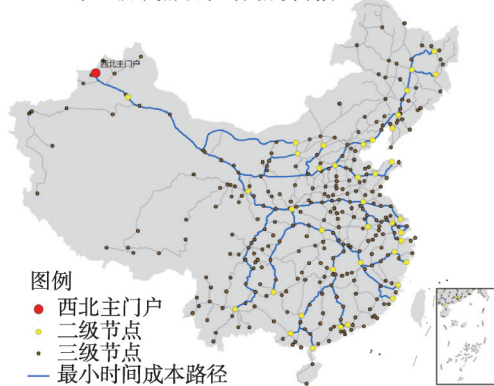 西北主门户
图例
西北主门户
二级节点
三级节点
最小时间成本路径